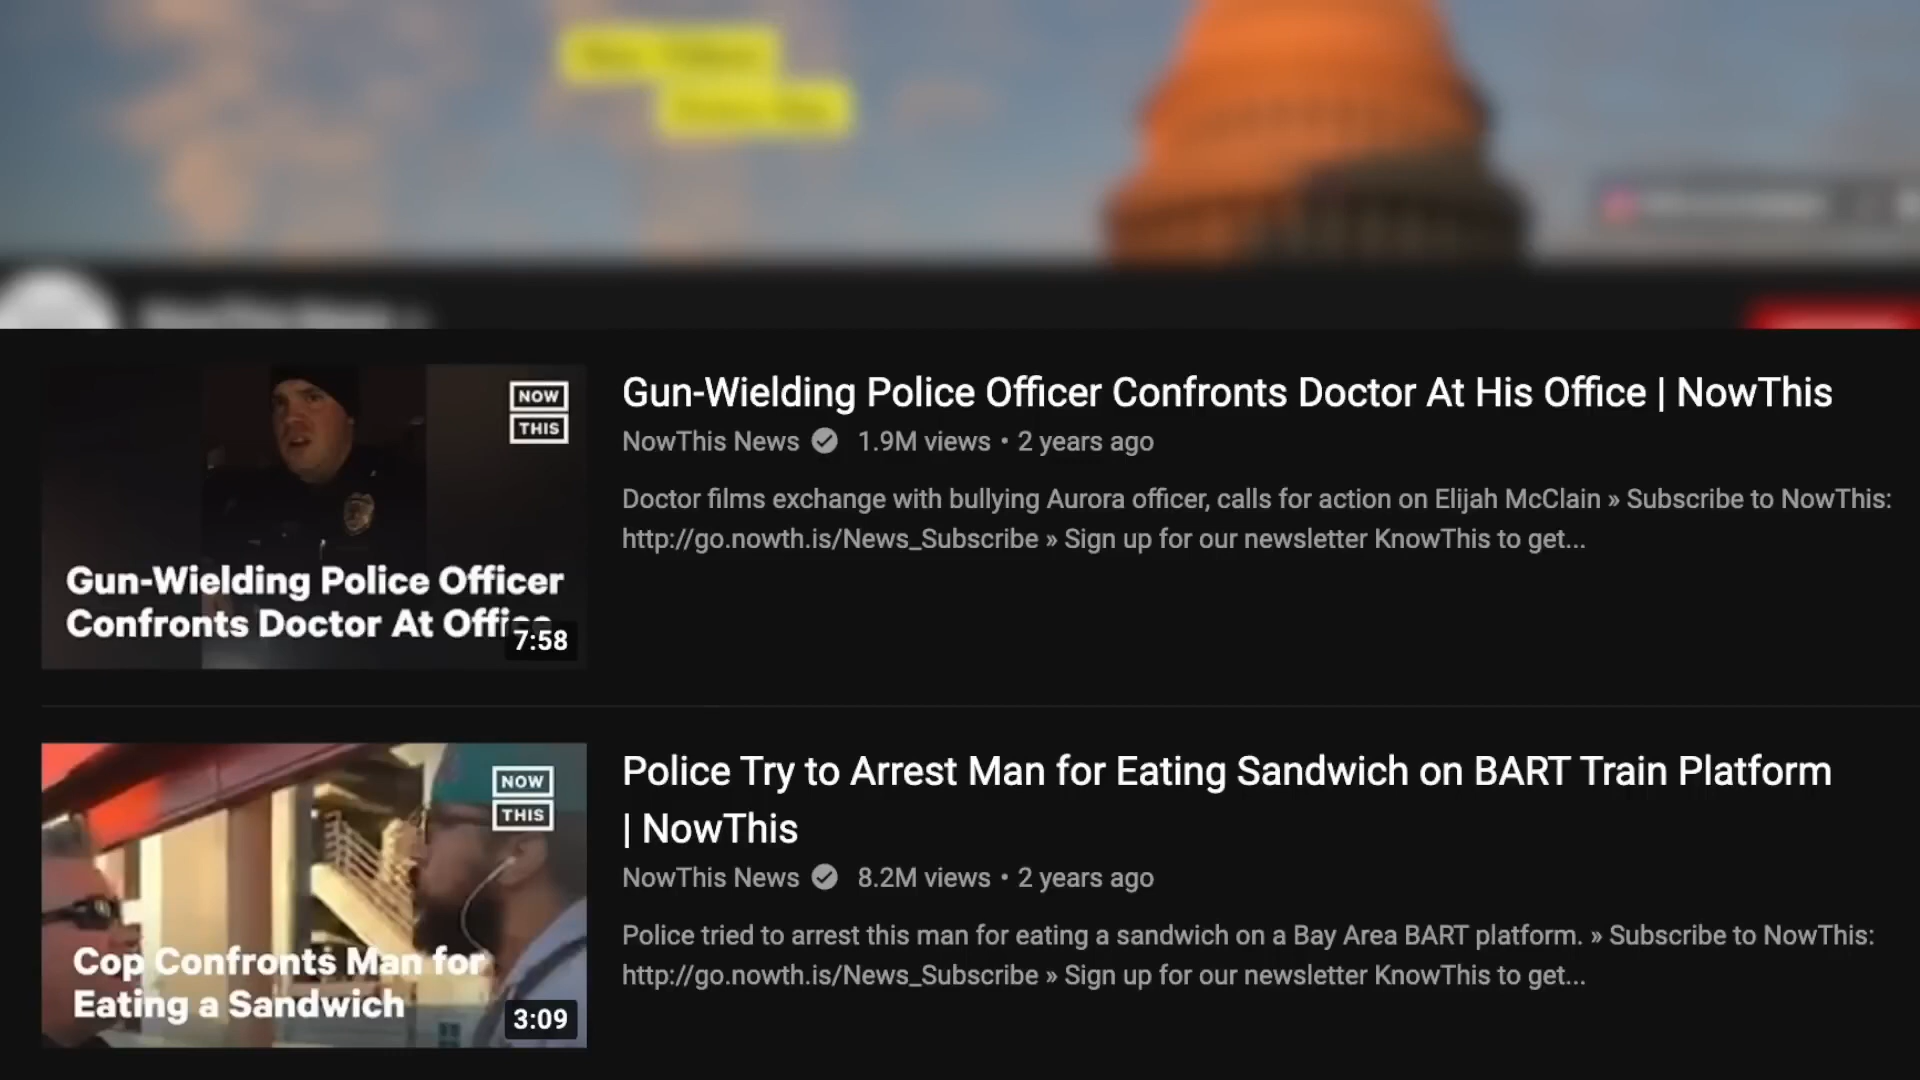 NOW
THIS
Gun-Wielding Police Officer
Confronts Doctor At Office
7:58
Gun-Wielding Police Officer Confronts Doctor At His Office | NowThis
NowThis News 1.9M views • 2 years ago
Doctor films exchange with bullying Aurora officer, calls for action on Elijah McClain » Subscribe to NowThis:
http://go.nowth.is/News_Subscribe » Sign up for our newsletter KnowThis to get...
NOW
THIS
Cop Confronts Man for
Eating a Sandwich
3:09
Police Try to Arrest Man for Eating Sandwich on BART Train Platform
| NowThis
NowThis News 8.2M views • 2 years ago
Police tried to arrest this man for eating a sandwich on a Bay Area BART platform. » Subscribe to NowThis:
http://go.nowth.is/News_Subscribe » Sign up for our newsletter KnowThis to get...